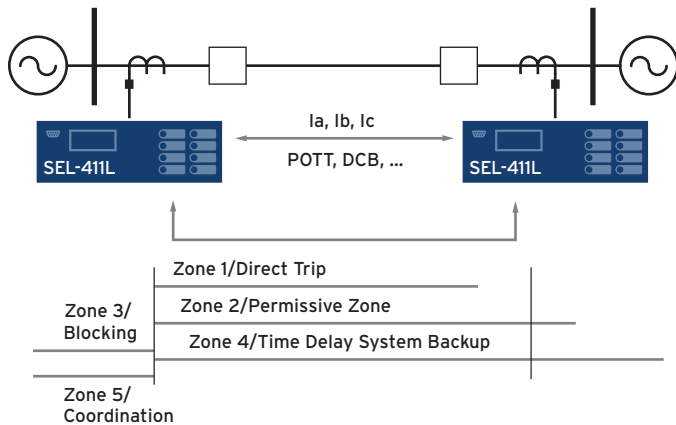 Ia, Ib, Ic
POTT, DCB, ...
SEL-411L
SEL-411L
Zone 1/Direct Trip
Zone 2/Permissive Zone
Zone 3/
Blocking
Zone 4/Time Delay System Backup
Zone 5/
Coordination